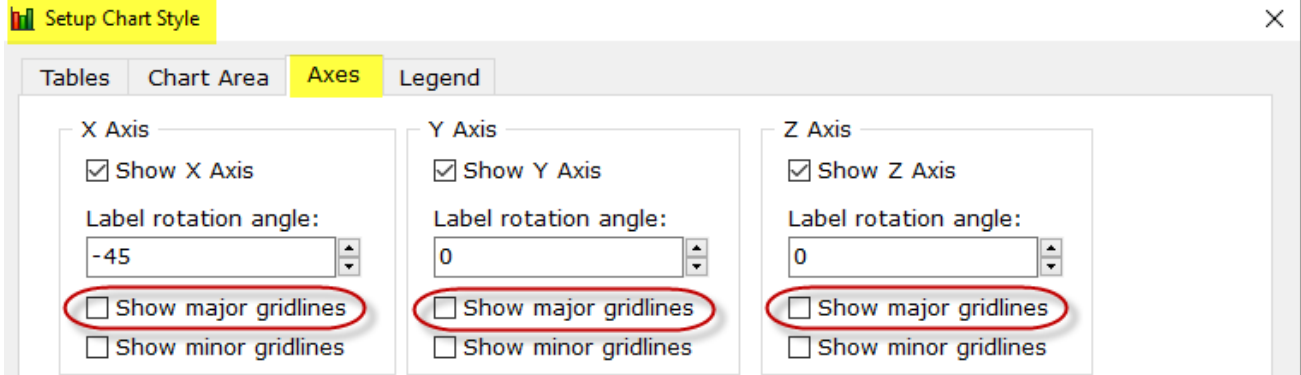 Setup Chart Style
Tables Chart Area Axes Legend
X Axis Y Axis Z Axis
Show X Axis Show Y Axis Show Z Axis
Label rotation angle: Label rotation angle: Label rotation angle:
-45 0 0
Show major gridlines Show major gridlines Show major gridlines
Show minor gridlines Show minor gridlines Show minor gridlines